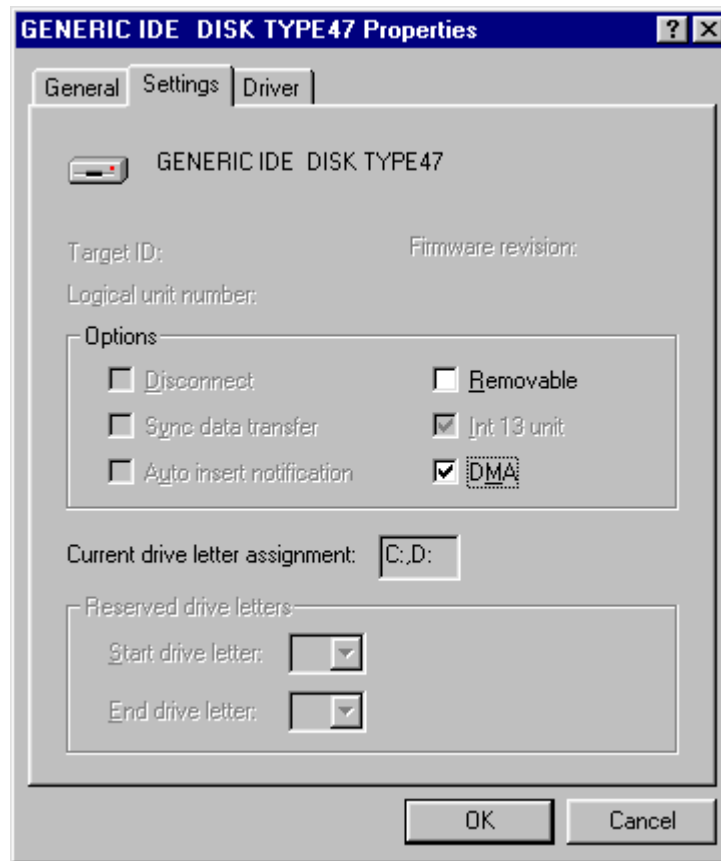 GENERIC IDE  DISK TYPE47 Properties
General Settings Driver
GENERIC IDE  DISK TYPE47
Target ID: Firmware revision:
Logical unit number:
Options
Disconnect Removable
Sync data transfer Int 13 unit
Auto insert notification DMA
Current drive letter assignment: C:,D:
Reserved drive letters
Start drive letter:
End drive letter:
OK Cancel